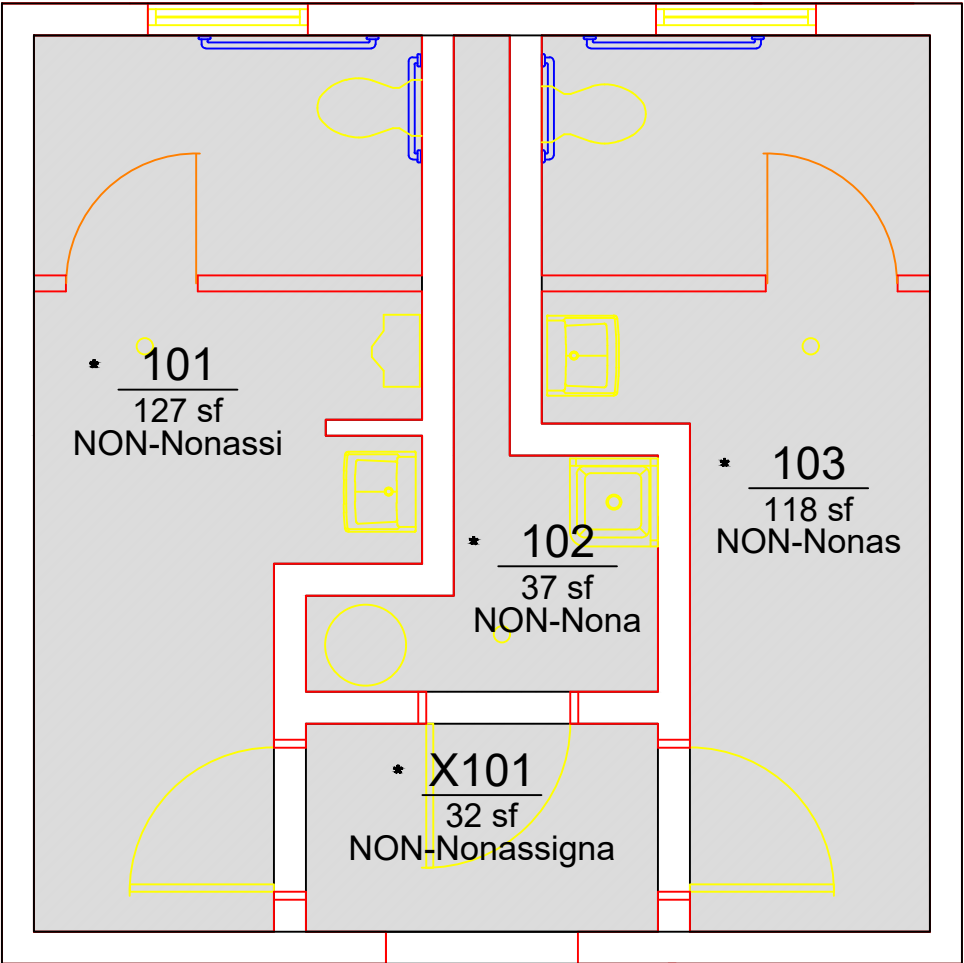 101
127 sf
NON-Nonassi
103
118 sf
NON-Nonas
102
37 sf
NON-Nona
X101
32 sf
NON-Nonassigna